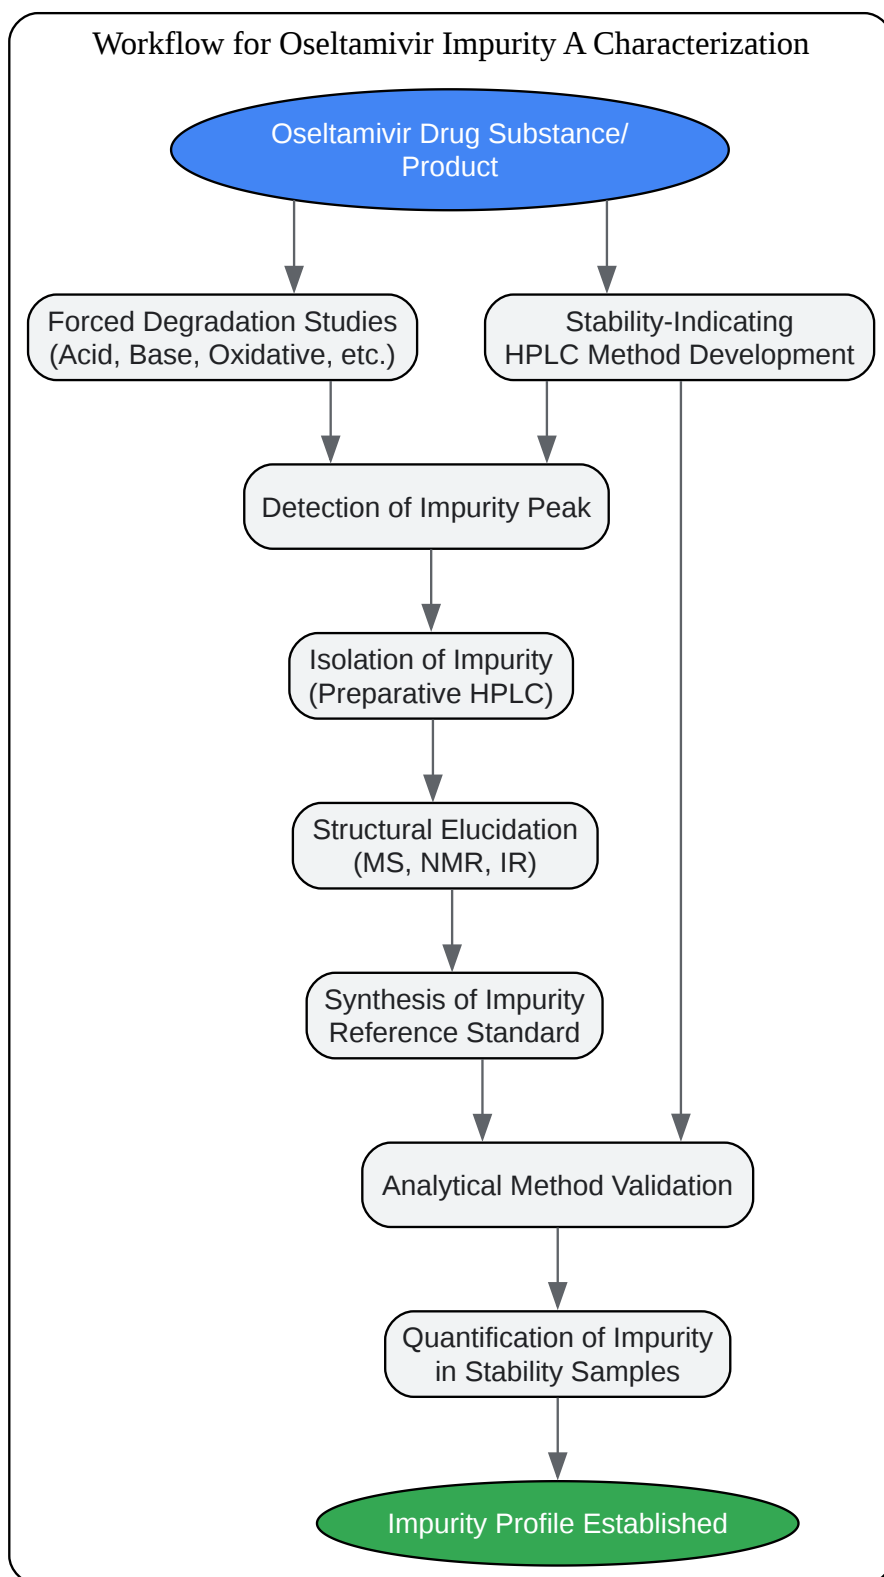 Workflow for Oseltamivir Impurity A Characterization
Oseltamivir Drug Substance/
Product
Forced Degradation Studies
(Acid, Base, Oxidative, etc.)
Stability-Indicating
HPLC Method Development
Detection of Impurity Peak
Isolation of Impurity
(Preparative HPLC)
Structural Elucidation
(MS, NMR, IR)
Synthesis of Impurity
Reference Standard
Analytical Method Validation
Quantification of Impurity
in Stability Samples
Impurity Profile Established